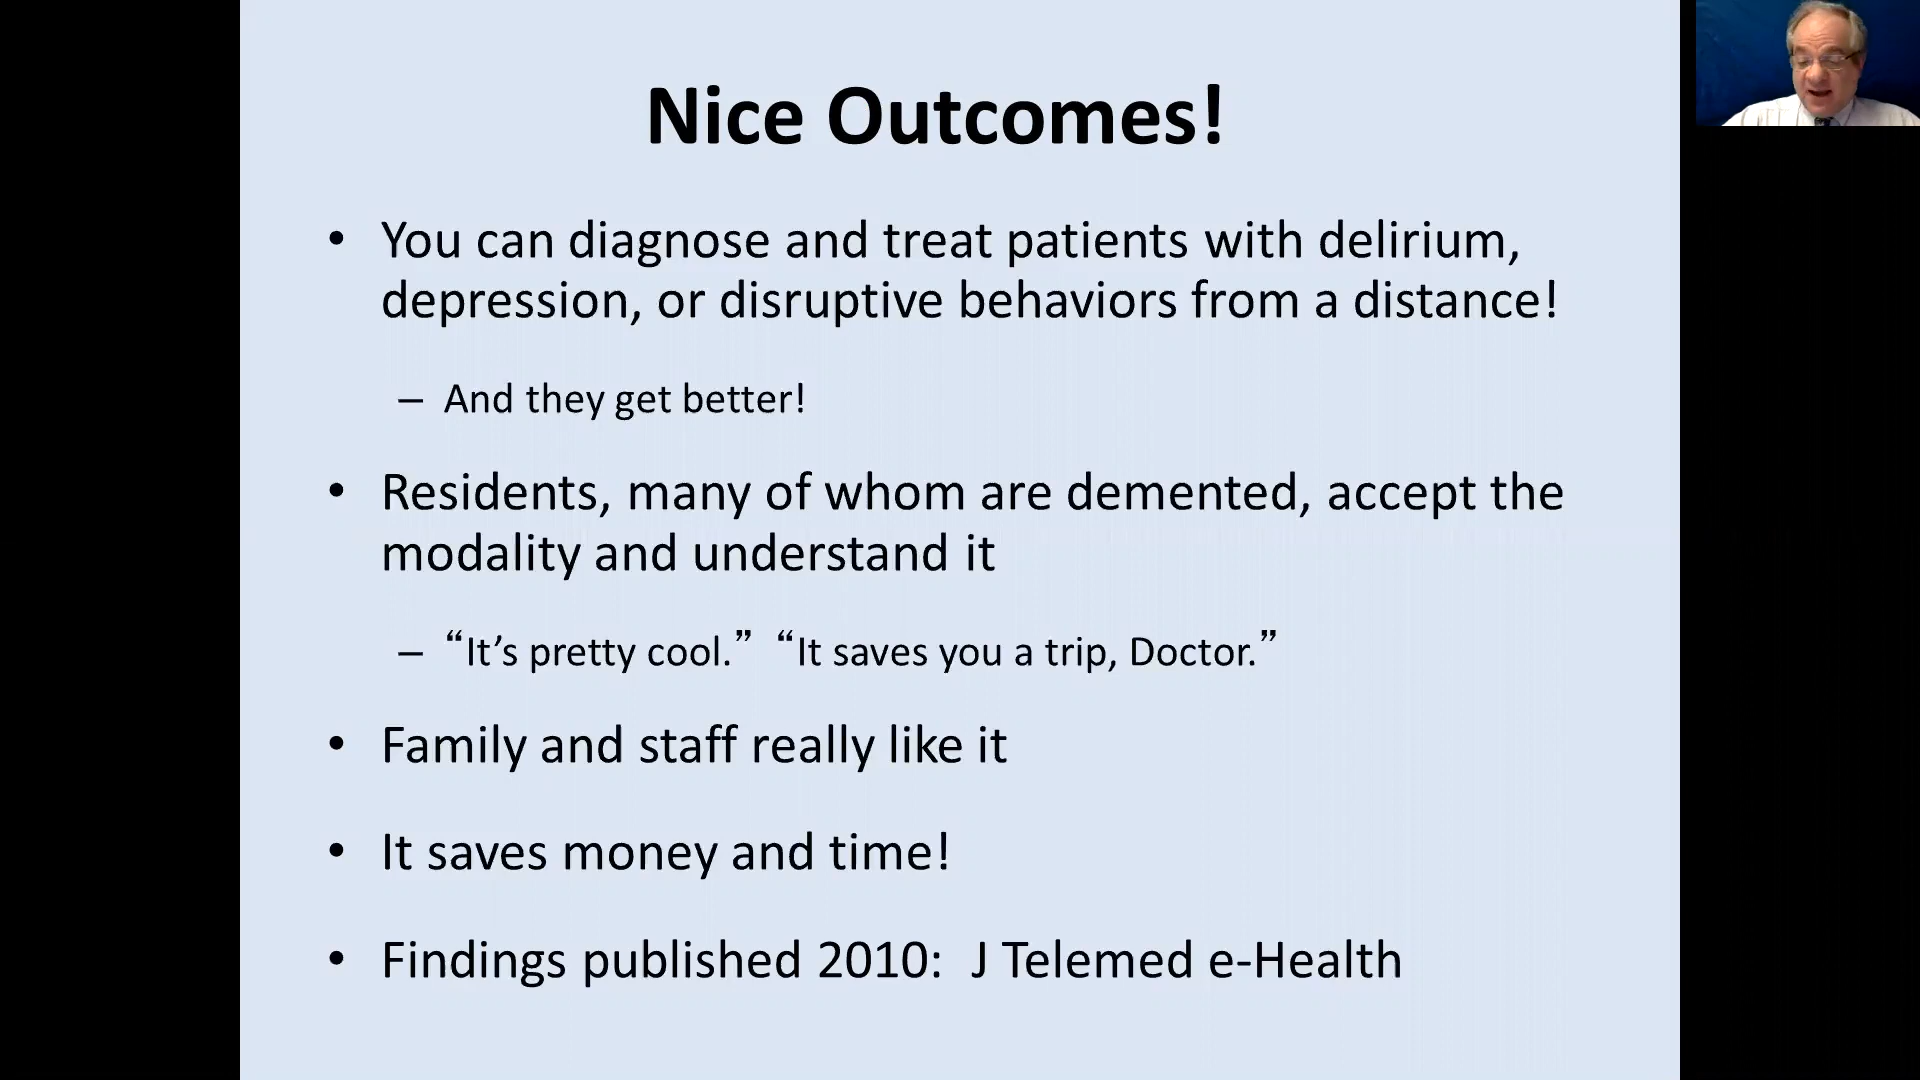 Nice Outcomes!
• You can diagnose and treat patients with delirium,
depression, or disruptive behaviors from a distance!
– And they get better!
• Residents, many of whom are demented, accept the
modality and understand it
– “It’s pretty cool.” “It saves you a trip, Doctor.”
• Family and staff really like it
• It saves money and time!
• Findings published 2010:  J Telemed e-Health